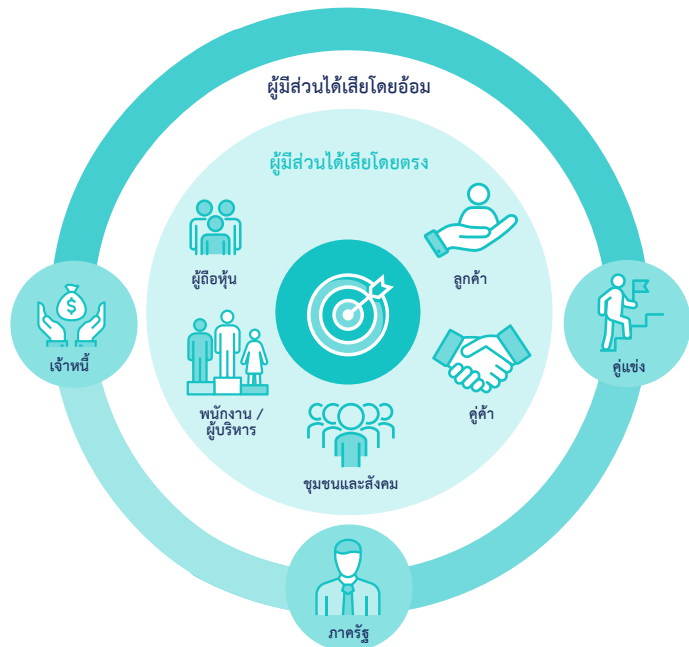 ผู้มีส่วนได้เสียโดยอ้อม
ผู้มีส่วนได้เสียโดยตรง
ผู้ถือหุ้น
ลูกค้า
$
เจ้าหนี้
คู่แข่ง
พนักงาน /
ผู้บริหาร
คู่ค้า
ชุมชนและสังคม
ภาครัฐ